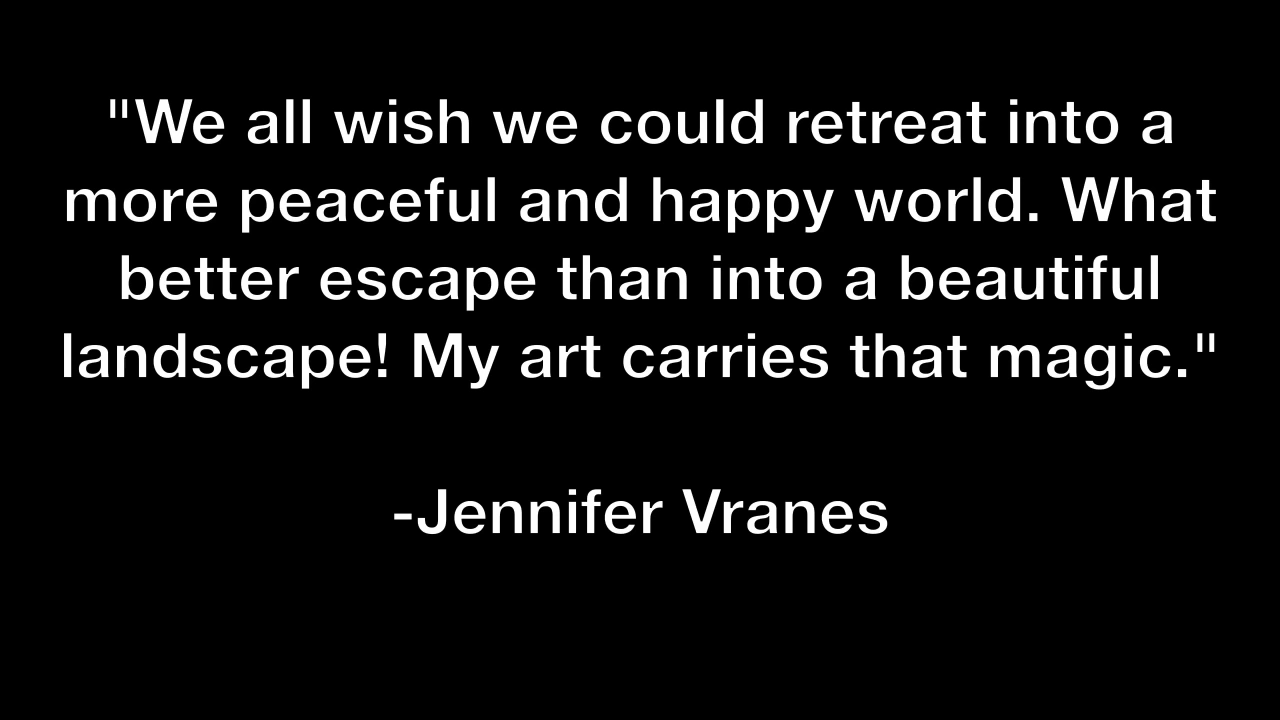 "We all wish we could retreat into a
more peaceful and happy world. What
better escape than into a beautiful
landscape! My art carries that magic."
-Jennifer Vranes